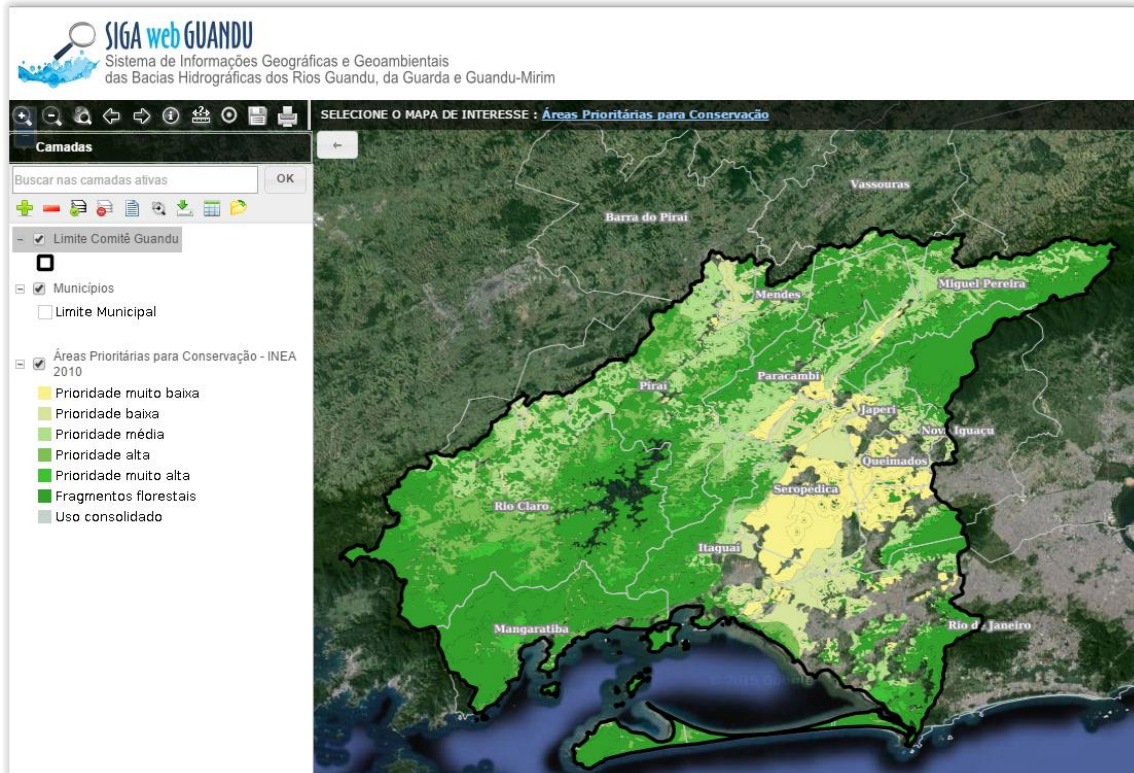 SIGA web GUANDU
Sistema de Informações Geográficas e Geoambientais
das Bacias Hidrográficas dos Rios Guandu, da Guarda e Guandu-Mirim
SELECIONE O MAPA DE INTERESSE : Áreas Prioritárias para Conservação
Camadas
Buscar nas camadas ativas
OK
Limite Comitê Guandu
Municípios
Limite Municipal
Áreas Prioritárias para Conservação - INEA
2010
Prioridade muito baixa
Prioridade baixa
Prioridade média
Prioridade alta
Prioridade muito alta
Fragmentos florestais
Uso consolidado
Vassouras
Barra do Piraí
Miguel Pereira
Mendes
Paracambi
Piraí
Japeri
Nova Iguaçu
Queimados
Seropédica
Rio Claro
Itaguaí
Mangaratiba
Rio de Janeiro